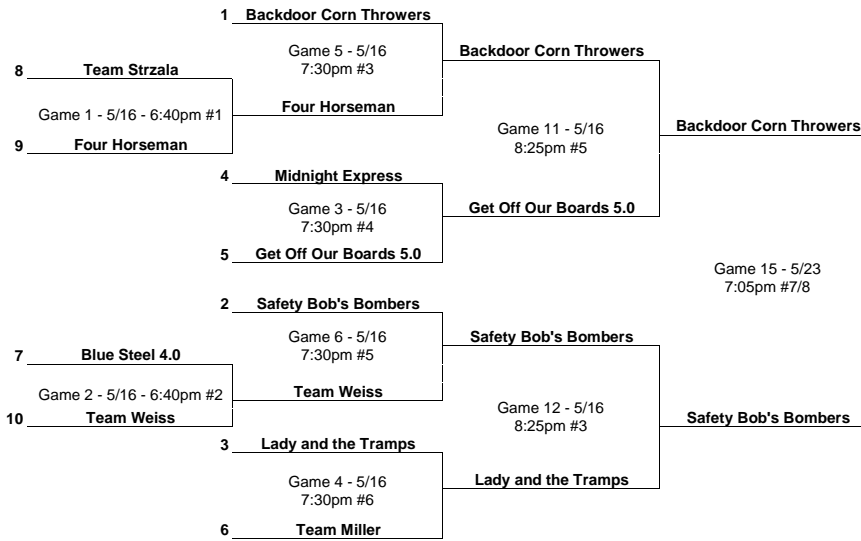 1 Backdoor Corn Throwers
Game 5 - 5/16
7:30pm #3
Backdoor Corn Throwers
8 Team Strzala
Game 1 - 5/16 - 6:40pm #1
Four Horseman
9 Four Horseman
Game 11 - 5/16
8:25pm #5
Backdoor Corn Throwers
4 Midnight Express
Game 3 - 5/16
7:30pm #4
Get Off Our Boards 5.0
5 Get Off Our Boards 5.0
Game 15 - 5/23
7:05pm #7/8
2 Safety Bob's Bombers
Game 6 - 5/16
7:30pm #5
Safety Bob's Bombers
7 Blue Steel 4.0
Game 2 - 5/16 - 6:40pm #2
Team Weiss
10 Team Weiss
Game 12 - 5/16
8:25pm #3
Safety Bob's Bombers
3 Lady and the Tramps
Game 4 - 5/16
7:30pm #6
Lady and the Tramps
6 Team Miller